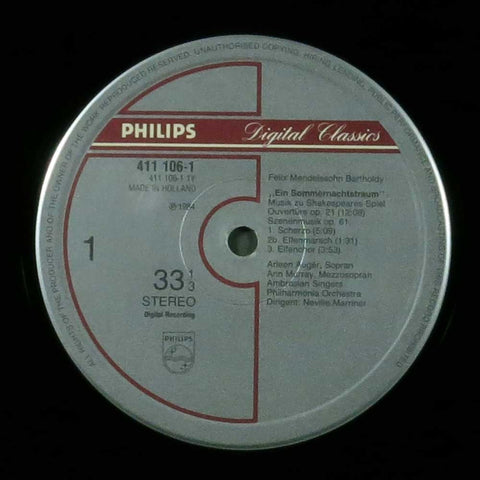 ALL RIGHTS OF THE PRODUCER AND OF THE OWNER OF THE WORK REPRODUCED RESERVED. UNAUTHORISED COPYING, HIRING, LENDING, PUBLIC PERFORMANCE AND BROADCASTING OF THIS RECORD PROHIBITED
PHILIPS
Digital Classics
411 106-1
411 106-1 1Y
MADE IN HOLLAND
℗ 1984
1
33 1/3
STEREO
Digital Recording
PHILIPS
Felix Mendelssohn Bartholdy
„Ein Sommernachtstraum“
Musik zu Shakespeares Spiel
Ouvertüre op. 21 (12:08)
Szenenmusik op. 61
1. Scherzo (5:09)
2b. Elfenmarsch (1:31)
3. Elfenchor (3:53)
Arleen Augér, Sopran
Ann Murray, Mezzosopran
Ambrosian Singers
Philharmonia Orchestra
Dirigent: Neville Marriner